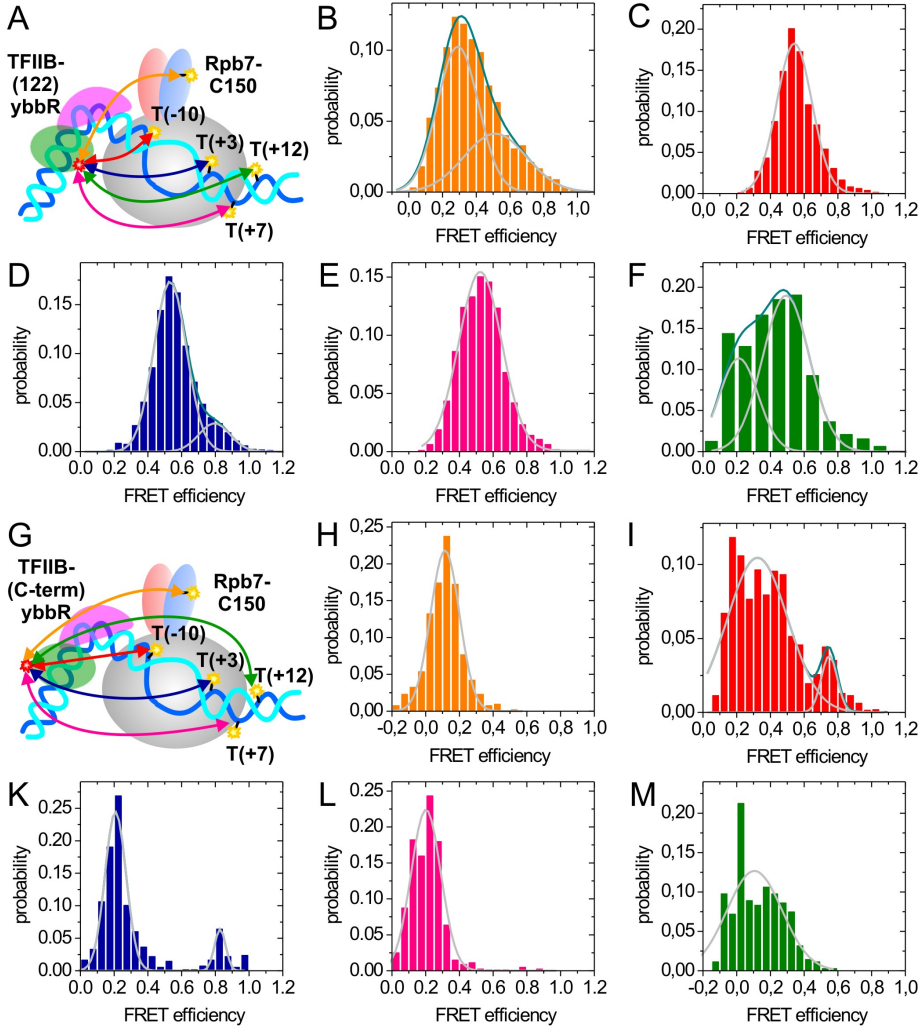 A
TFIIB-
(122)
ybbR
Rpb7-
C150
T(-10)
T(+3)
T(+12)
T(+7)
B
probability
0,10
0,05
0,00
0,0 0,2 0,4 0,6 0,8 1,0
FRET efficiency
C
probability
0,20
0,15
0,10
0,05
0,00
0,0 0,2 0,4 0,6 0,8 1,0 1,2
FRET efficiency
D
probability
0.15
0.10
0.05
0.00
0.0 0.2 0.4 0.6 0.8 1.0 1.2
FRET efficiency
E
probability
0.15
0.10
0.05
0.00
0.0 0.2 0.4 0.6 0.8 1.0 1.2
FRET efficiency
F
probability
0.20
0.15
0.10
0.05
0.00
0,0 0,2 0,4 0,6 0,8 1,0 1,2
FRET efficiency
G
TFIIB-
(C-term)
ybbR
Rpb7-
C150
T(-10)
T(+3)
T(+12)
T(+7)
H
probability
0,25
0,20
0,15
0,10
0,05
0,00
-0,2 0,0 0,2 0,4 0,6 0,8 1,0
FRET efficiency
I
probability
0,10
0,05
0,00
0,0 0,2 0,4 0,6 0,8 1,0 1,2
FRET efficiency
K
probability
0.25
0.20
0.15
0.10
0.05
0.00
0.0 0.2 0.4 0.6 0.8 1.0 1.2
FRET efficiency
L
probability
0.25
0.20
0.15
0.10
0.05
0.00
0.0 0.2 0.4 0.6 0.8 1.0 1.2
FRET efficiency
M
probability
0,25
0,20
0,15
0,10
0,05
0,00
-0,2 0,0 0,2 0,4 0,6 0,8 1,0
FRET efficiency